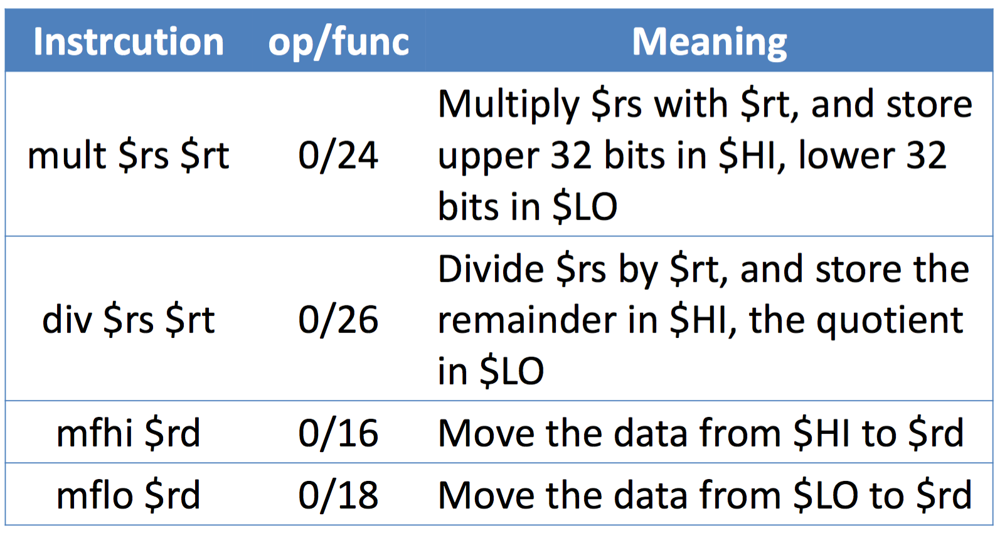 Instrcution op/func Meaning
mult $rs $rt 0/24 Multiply $rs with $rt, and store
upper 32 bits in $HI, lower 32
bits in $LO
div $rs $rt 0/26 Divide $rs by $rt, and store the
remainder in $HI, the quotient
in $LO
mfhi $rd 0/16 Move the data from $HI to $rd
mflo $rd 0/18 Move the data from $LO to $rd